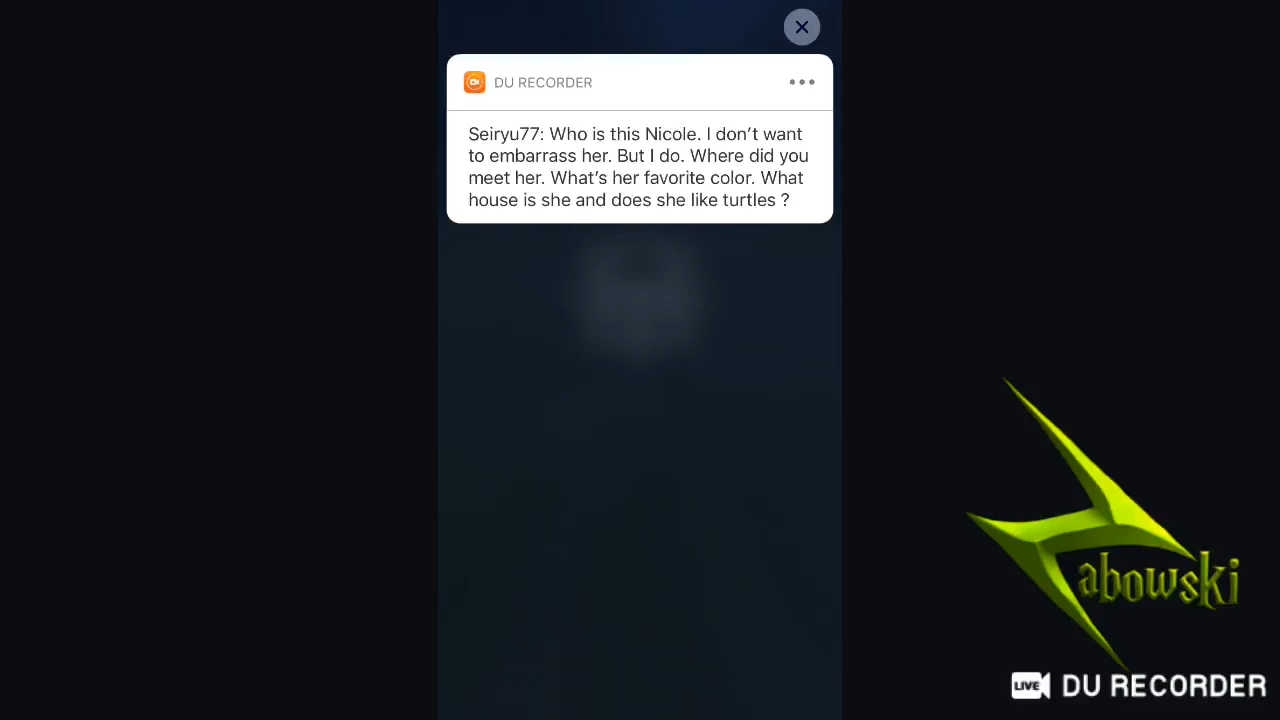 DU RECORDER
Seiryu77: Who is this Nicole. I don’t want
to embarrass her. But I do. Where did you
meet her. What’s her favorite color. What
house is she and does she like turtles ?
abowski
LIVE DU RECORDER